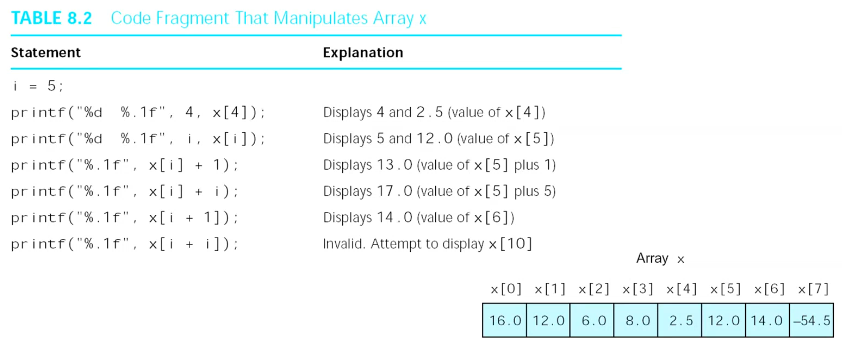 TABLE 8.2 Code Fragment That Manipulates Array x
Statement Explanation
i = 5;
printf("%d %.1f", 4, x[4]); Displays 4 and 2.5 (value of x[4])
printf("%d %.1f", i, x[i]); Displays 5 and 12.0 (value of x[5])
printf("%.1f", x[i] + 1); Displays 13.0 (value of x[5] plus 1)
printf("%.1f", x[i] + i); Displays 17.0 (value of x[5] plus 5)
printf("%.1f", x[i + 1]); Displays 14.0 (value of x[6])
printf("%.1f", x[i + i]); Invalid. Attempt to display x[10]
Array x
x[0] x[1] x[2] x[3] x[4] x[5] x[6] x[7]
16.0 12.0 6.0 8.0 2.5 12.0 14.0 –54.5